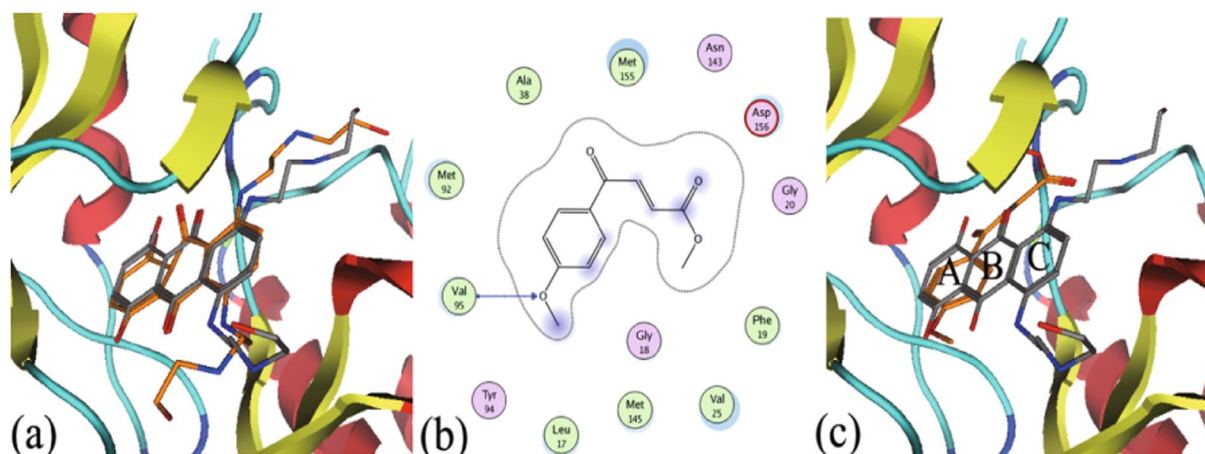 Asn
143
Met
155
Ala
38
Asp
156
Met
92
O
O
Gly
20
O
Val
95
O
Phe
19
Gly
18
Tyr
94
Met
145
Val
25
Leu
17
A B C
(a) (b) (c)